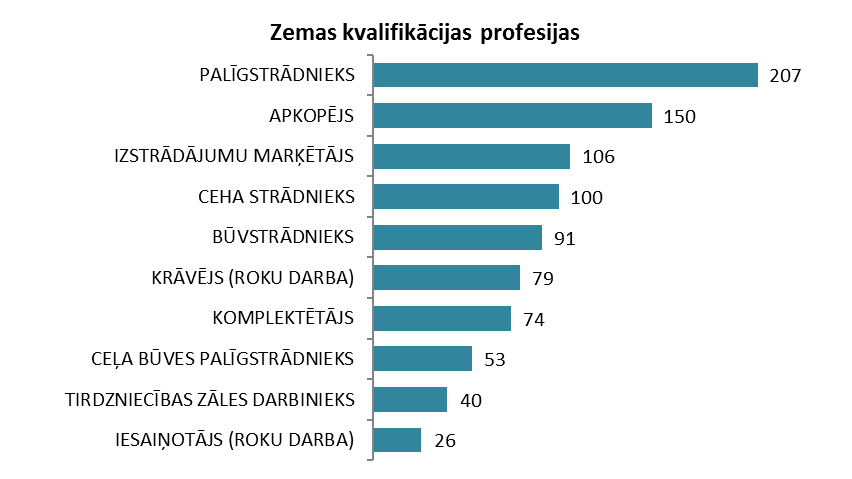 Zemas kvalifikācijas profesijas
PALĪGSTRĀDNIEKS 207
APKOPĒJS 150
IZSTRĀDĀJUMU MARĶĒTĀJS 106
CEHA STRĀDNIEKS 100
BŪVSTRĀDNIEKS 91
KRĀVĒJS (ROKU DARBA) 79
KOMPLEKTĒTĀJS 74
CEĻA BŪVES PALĪGSTRĀDNIEKS 53
TIRDZNIECĪBAS ZĀLES DARBINIEKS 40
IESAIŅOTĀJS (ROKU DARBA) 26